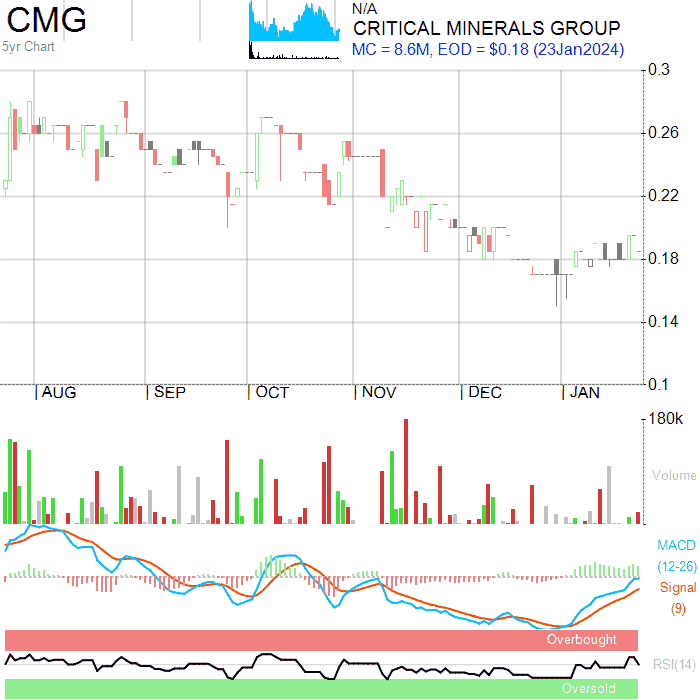 CMG
5yr Chart
N/A
CRITICAL MINERALS GROUP
MC = 8.6M, EOD = $0.18 (23Jan2024)
0.3
0.26
0.22
0.18
0.14
0.1
AUG SEP OCT NOV DEC JAN
180k
Volume
MACD
(12-26)
Signal
(9)
Overbought
RSI(14)
Oversold